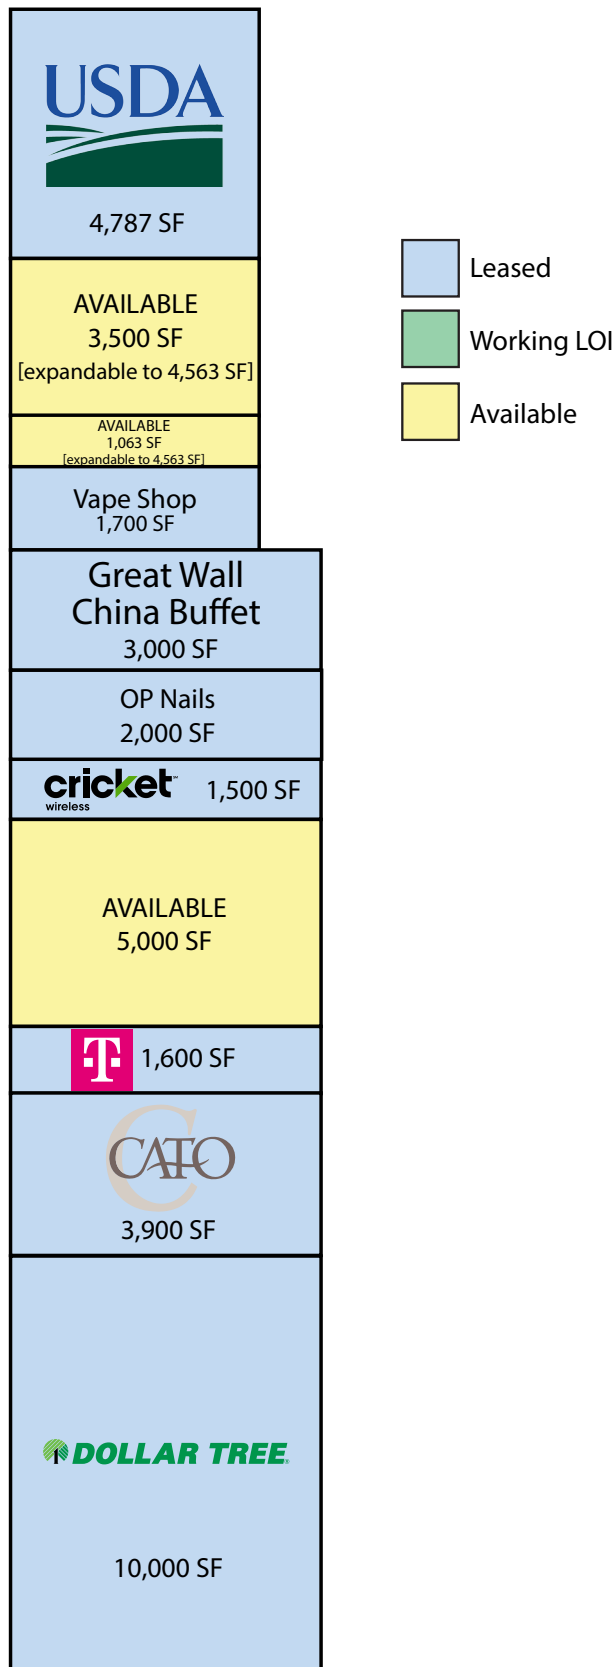 USDA
4,787 SF
AVAILABLE
3,500 SF
[expandable to 4,563 SF]
AVAILABLE
1,063 SF
[expandable to 4,563 SF]
Vape Shop
1,700 SF
Great Wall
China Buffet
3,000 SF
OP Nails
2,000 SF
cricket
wireless
1,500 SF
AVAILABLE
5,000 SF
T
1,600 SF
C
CATO
3,900 SF
DOLLAR TREE
10,000 SF
Leased
Working LOI
Available